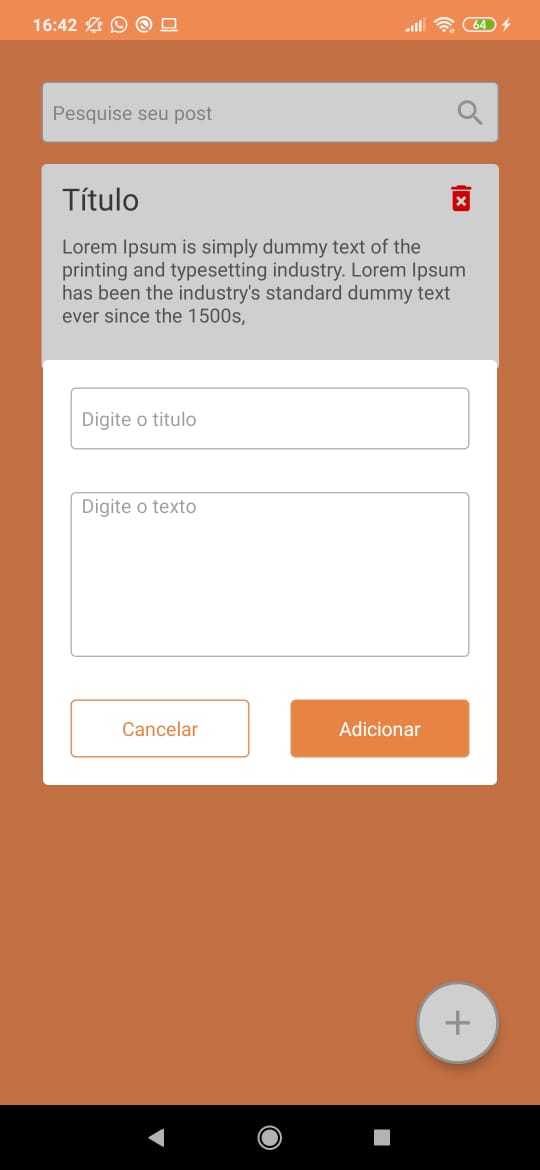 16:42
64
Pesquise seu post
Título
Lorem Ipsum is simply dummy text of the
printing and typesetting industry. Lorem Ipsum
has been the industry's standard dummy text
ever since the 1500s,
Digite o titulo
Digite o texto
Cancelar
Adicionar